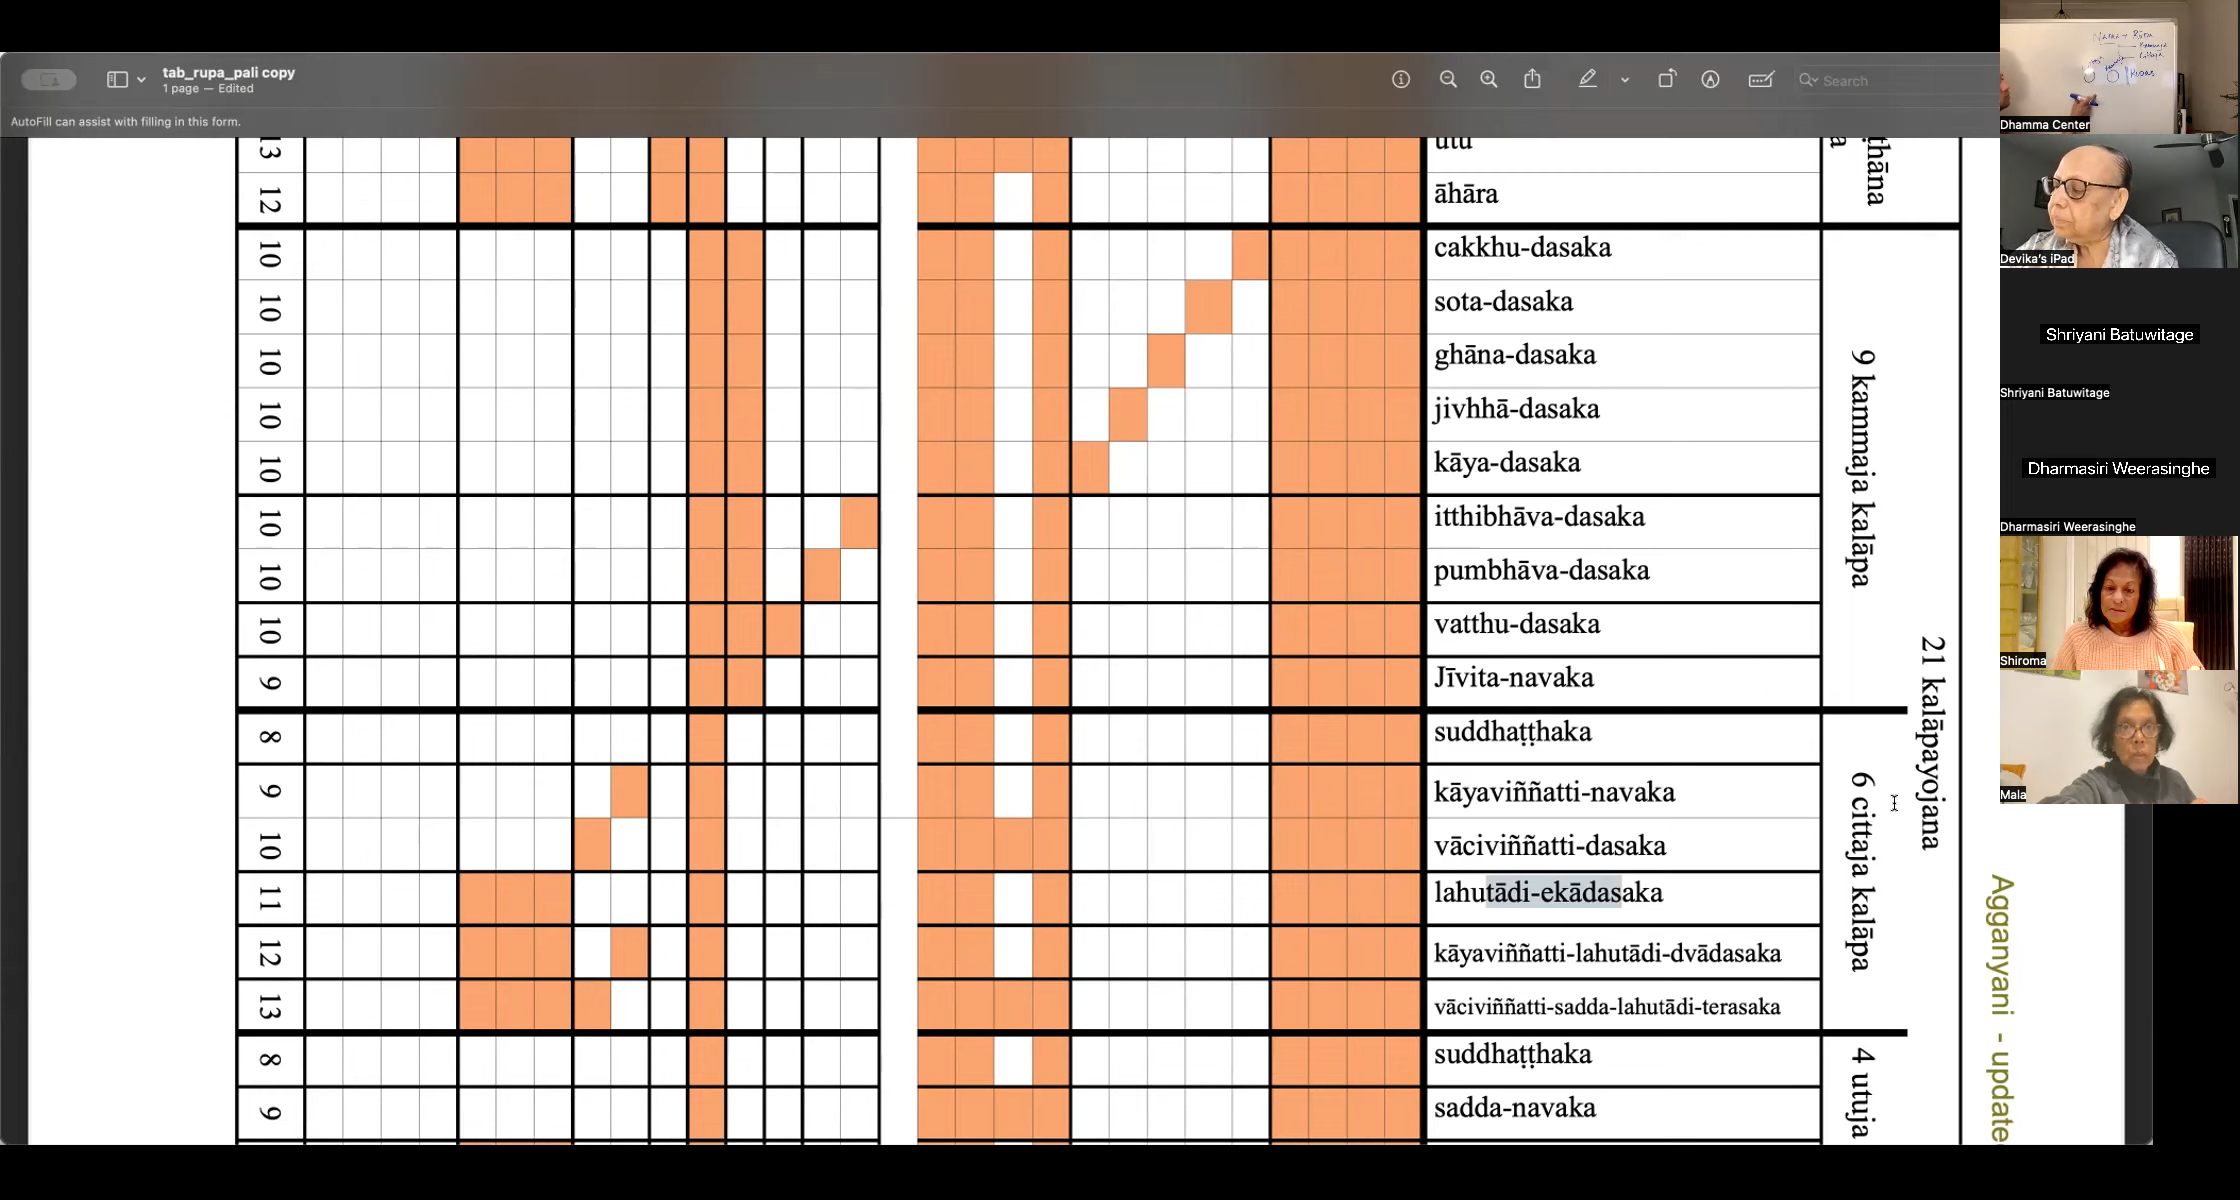 tab_rupa_pali copy
1 page — Edited
Search
AutoFill can assist with filling in this form.
13
utu
12
āhāra
ṭhāna
a
10
cakkhu-dasaka
10
sota-dasaka
10
ghāna-dasaka
10
jivhhā-dasaka
10
kāya-dasaka
10
itthibhāva-dasaka
10
pumbhāva-dasaka
10
vatthu-dasaka
9
Jīvita-navaka
9 kammaja kalāpa
8
suddhaṭṭhaka
9
kāyaviññatti-navaka
10
vāciviññatti-dasaka
11
lahutādi-ekādasaka
12
kāyaviññatti-lahutādi-dvādasaka
13
vāciviññatti-sadda-lahutādi-terasaka
6 cittaja kalāpa
8
suddhaṭṭhaka
9
sadda-navaka
4 utuja
21 kalāpayojana
Agganyani - update
Nama + Rūpa
Dhamma Center
Devika's iPad
Shriyani Batuwitage
Shriyani Batuwitage
Dharmasiri Weerasinghe
Dharmasiri Weerasinghe
Shiroma
Mala